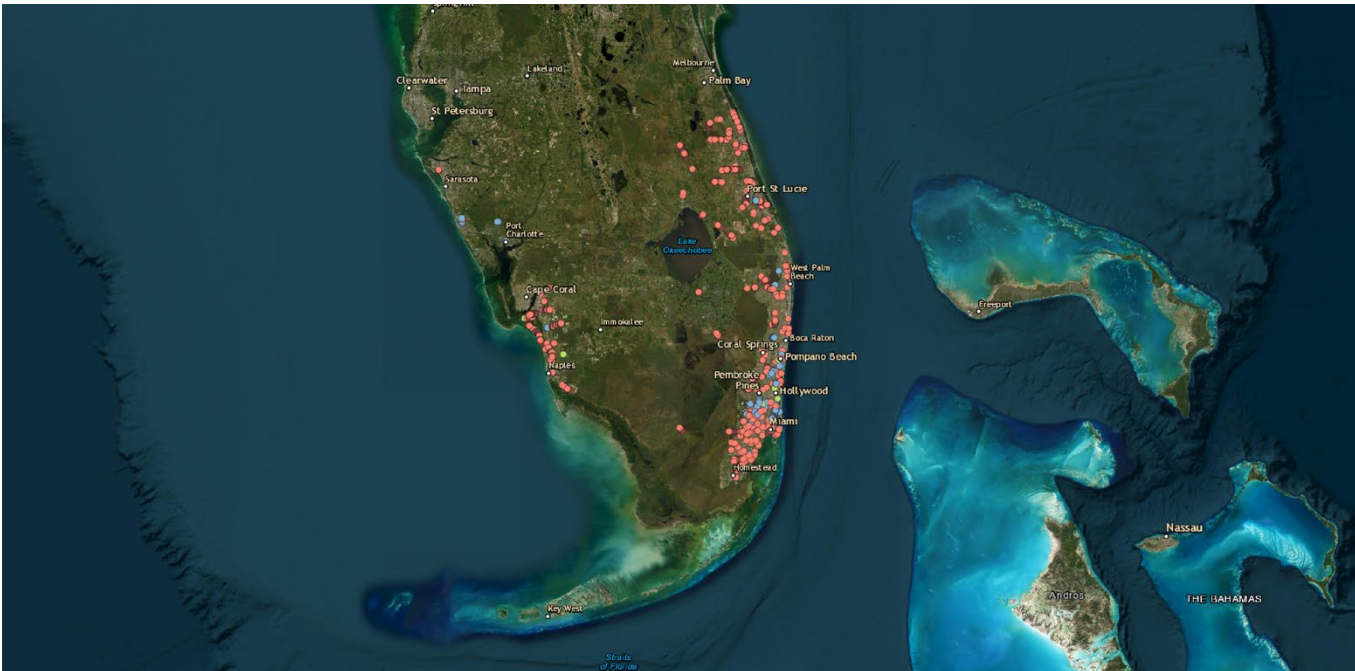 Melbourne
Lakeland
Palm Bay
Clearwater
Tampa
St Petersburg
Sarasota
Port St Lucie
Port
Charlotte
Lake
Okeechobee
West Palm
Beach
Cape Coral
Freeport
Immokalee
Boca Raton
Coral Springs
Pompano Beach
Naples
Pembroke
Pines
Hollywood
Miami
Homestead
Nassau
Andros
THE BAHAMAS
Key West
Straits
of Florida